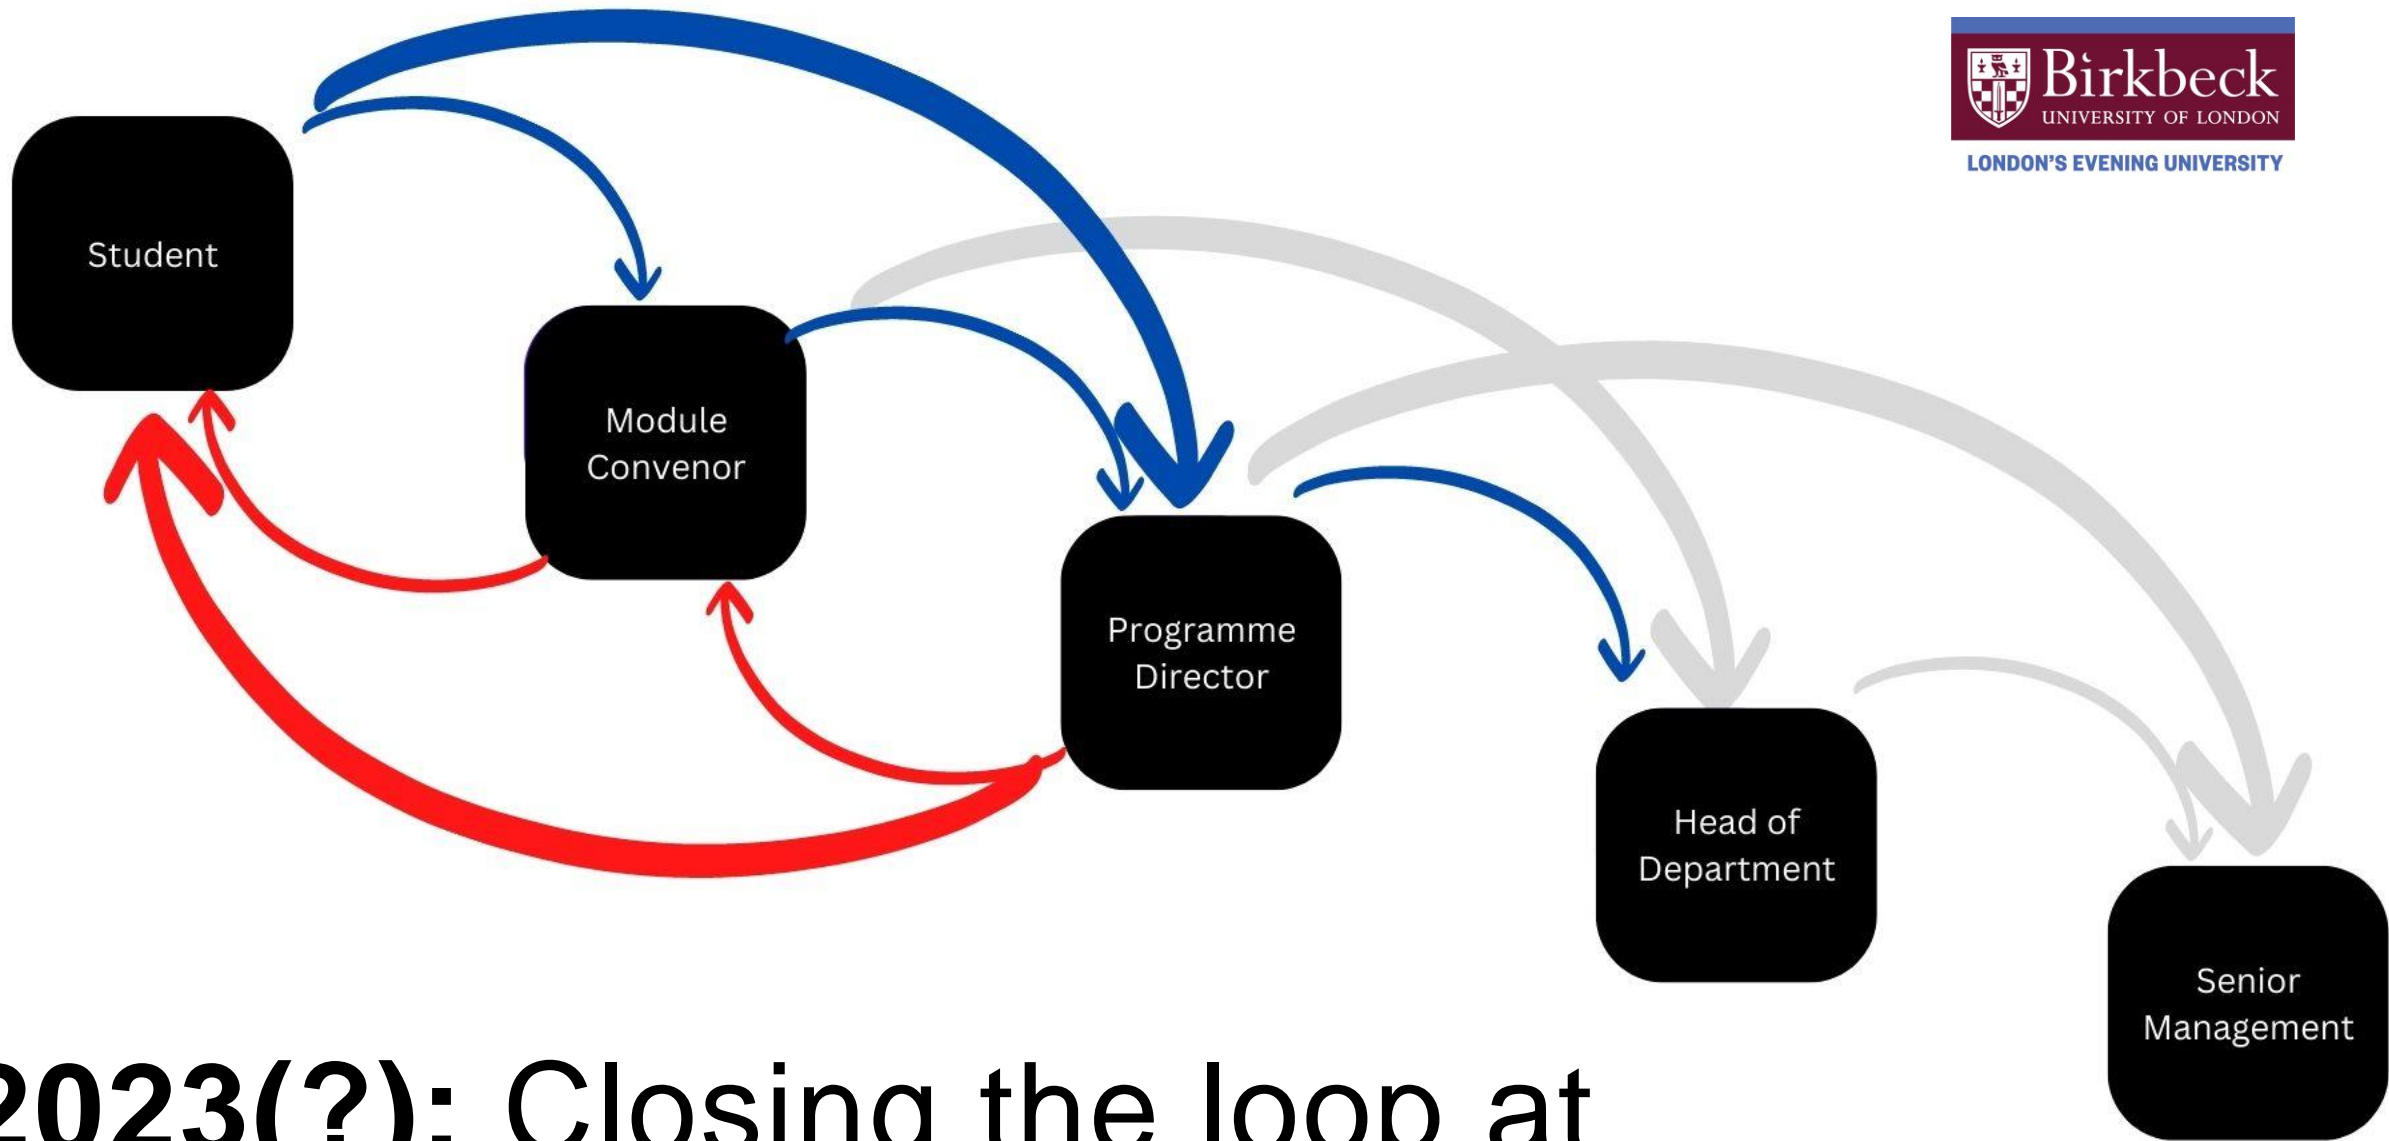 Birkbeck
UNIVERSITY OF LONDON
LONDON'S EVENING UNIVERSITY
Student
Module
Convenor
Programme
Director
Head of
Department
Senior
Management
2023(?): Closing the loop at